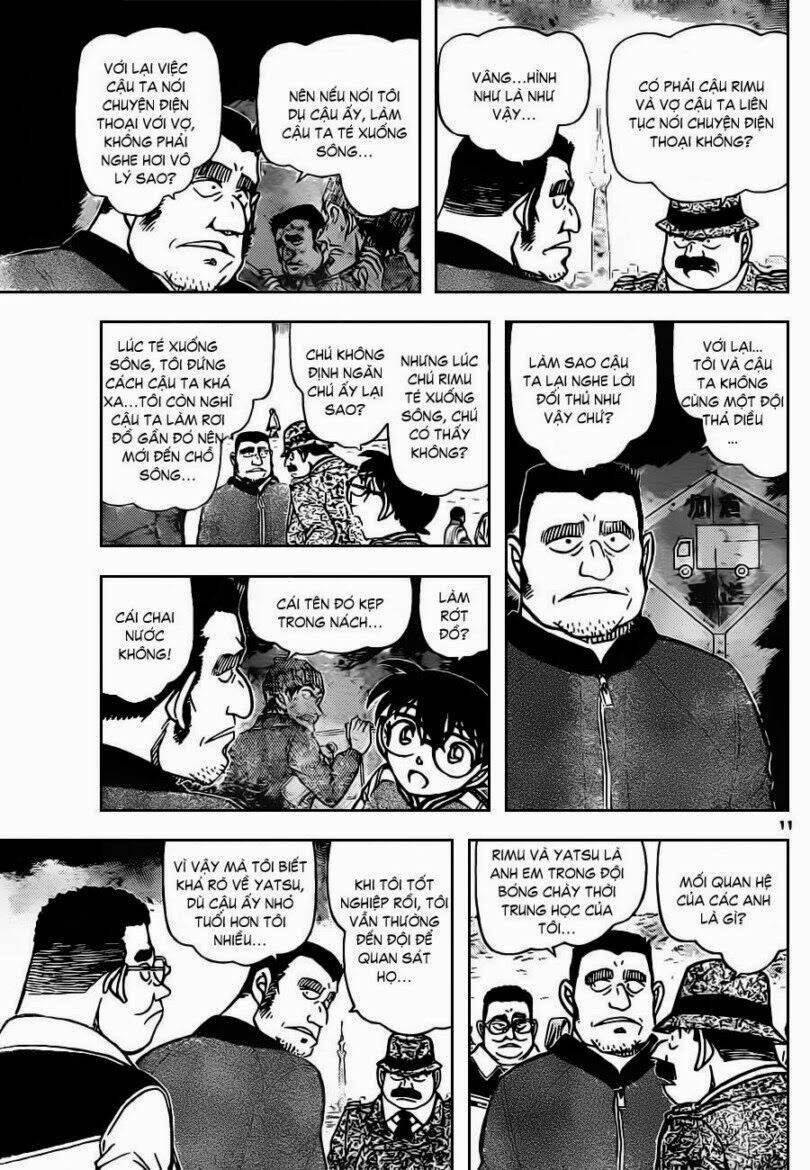 CÓ PHẢI CẬU RIMU
VÀ VỢ CẬU TA LIÊN
TỤC NÓI CHUYỆN ĐIỆN
THOẠI KHÔNG?
VÂNG...HÌNH
NHƯ LÀ NHƯ
VẬY...
NÊN NẾU NÓI TÔI
DỤ CẬU ẤY, LÀM
CẬU TA TÉ XUỐNG
SÔNG...
VỚI LẠI VIỆC
CẬU TA NÓI
CHUYỆN ĐIỆN
THOẠI VỚI VỢ,
KHÔNG PHẢI
NGHE HƠI VÔ
LÝ SAO?
VỚI LẠI...
TÔI VÀ CẬU
TA KHÔNG
CÙNG MỘT ĐỘI
THẢ DIỀU
...
LÀM SAO CẬU
TA LẠI NGHE LỜI
ĐỐI THỦ NHƯ
VẬY CHỨ?
NHƯNG LÚC
CHÚ RIMU
TÉ XUỐNG
SÔNG, CHÚ
CÓ THẤY
KHÔNG?
CHÚ KHÔNG
ĐỊNH NGĂN
CHÚ ẤY LẠI
SAO?
LÚC TÉ XUỐNG
SÔNG, TÔI ĐỨNG
CÁCH CẬU TA KHÁ
XA...TÔI CÒN NGHĨ
CẬU TA LÀM RƠI
ĐỒ GẦN ĐÓ NÊN
MỚI ĐẾN CHỖ
SÔNG...
LÀM RỚT
ĐỒ?
CÁI TÊN ĐÓ KẸP
TRONG NÁCH...
CÁI CHAI
NƯỚC
KHÔNG!
11
MỐI QUAN HỆ
CỦA CÁC ANH
LÀ GÌ?
RIMU VÀ YATSU LÀ
ANH EM TRONG ĐỘI
BÓNG CHÀY THỜI
TRUNG HỌC CỦA
TÔI...
KHI TÔI TỐT
NGHIỆP RỒI, TÔI
VẪN THƯỜNG
ĐẾN ĐỘI ĐỂ
QUAN SÁT
HỌ...
VÌ VẬY MÀ TÔI BIẾT
KHÁ RÕ VỀ YATSU,
DÙ CẬU ẤY NHỎ
TUỔI HƠN TÔI
NHIỀU...